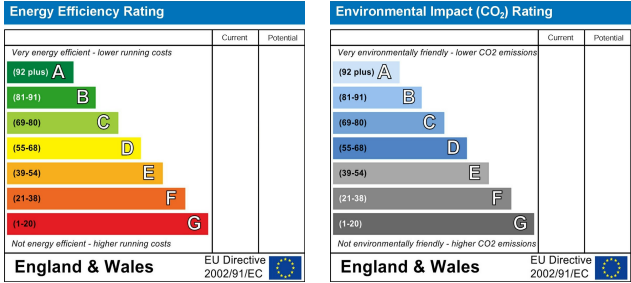 Energy Efficiency Rating
Current Potential
Very energy efficient - lower running costs
(92 plus) A
(81-91) B
(69-80) C
(55-68) D
(39-54) E
(21-38) F
(1-20) G
Not energy efficient - higher running costs
England & Wales
EU Directive
2002/91/EC
Environmental Impact (CO₂) Rating
Current Potential
Very environmentally friendly - lower CO2 emissions
(92 plus) A
(81-91) B
(69-80) C
(55-68) D
(39-54) E
(21-38) F
(1-20) G
Not environmentally friendly - higher CO2 emissions
England & Wales
EU Directive
2002/91/EC